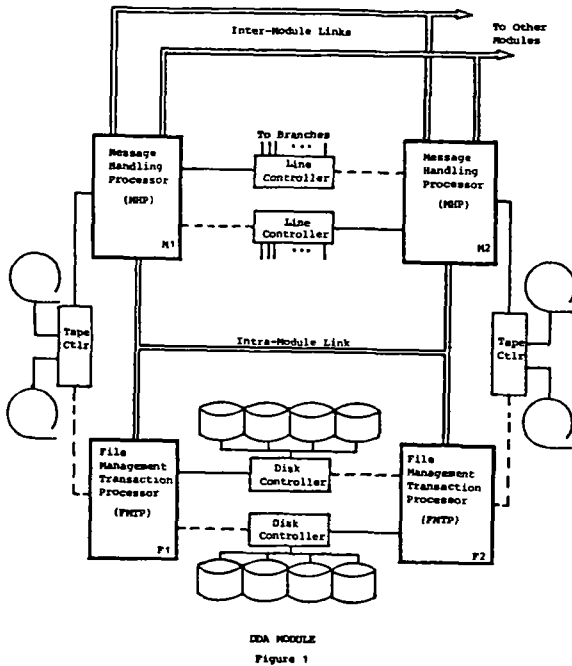 Inter-Module Links
To Other
Modules
To Branches
...
Message
Handling
Processor
(MHP)
M1
Line
Controller
Message
Handling
Processor
(MHP)
M2
Line
Controller
...
Tape
Ctlr
Intra-Module Link
Tape
Ctlr
File
Management
Transaction
Processor
(FMTP)
F1
Disk
Controller
Disk
Controller
File
Management
Transaction
Processor
(FMTP)
F2
DDA MODULE
Figure 1